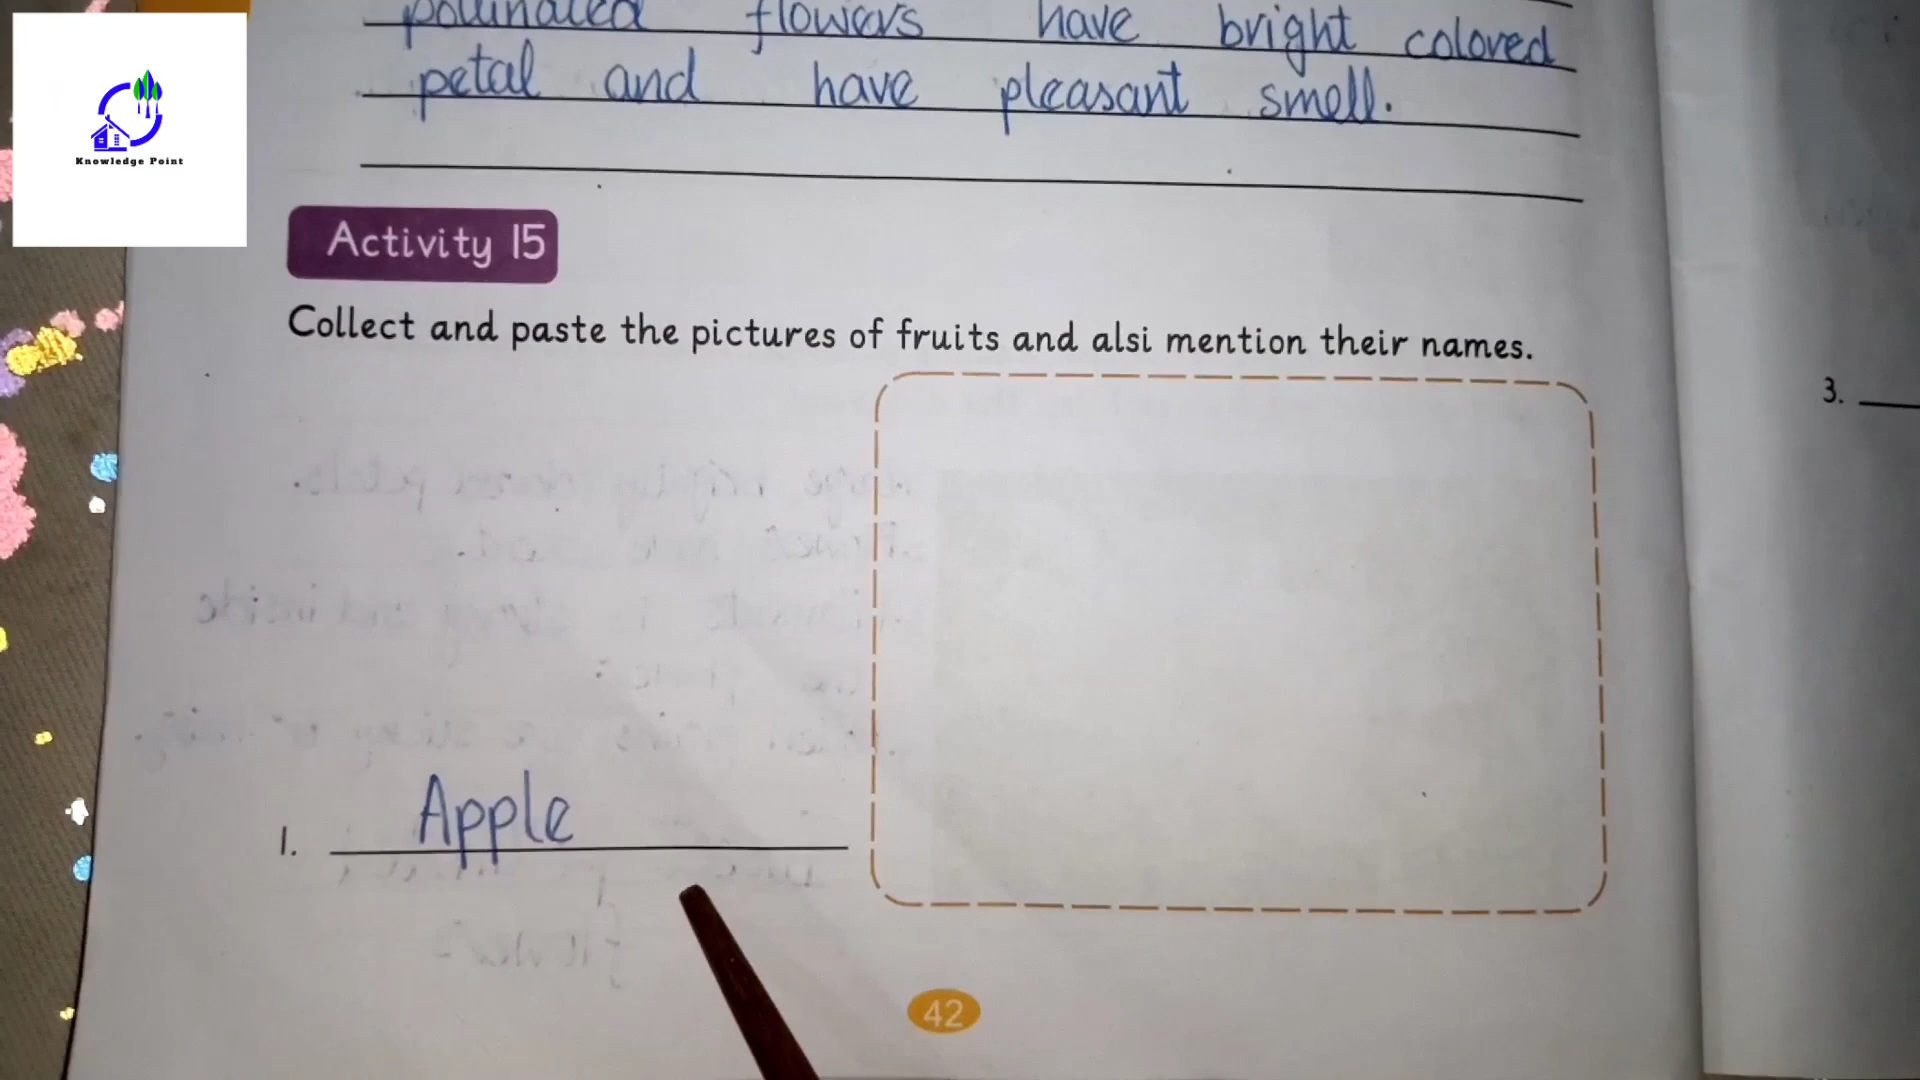 pollinated flowers have bright colored
petal and have pleasant smell.
Knowledge Point
Activity 15
Collect and paste the pictures of fruits and alsi mention their names.
3.
1. Apple
42